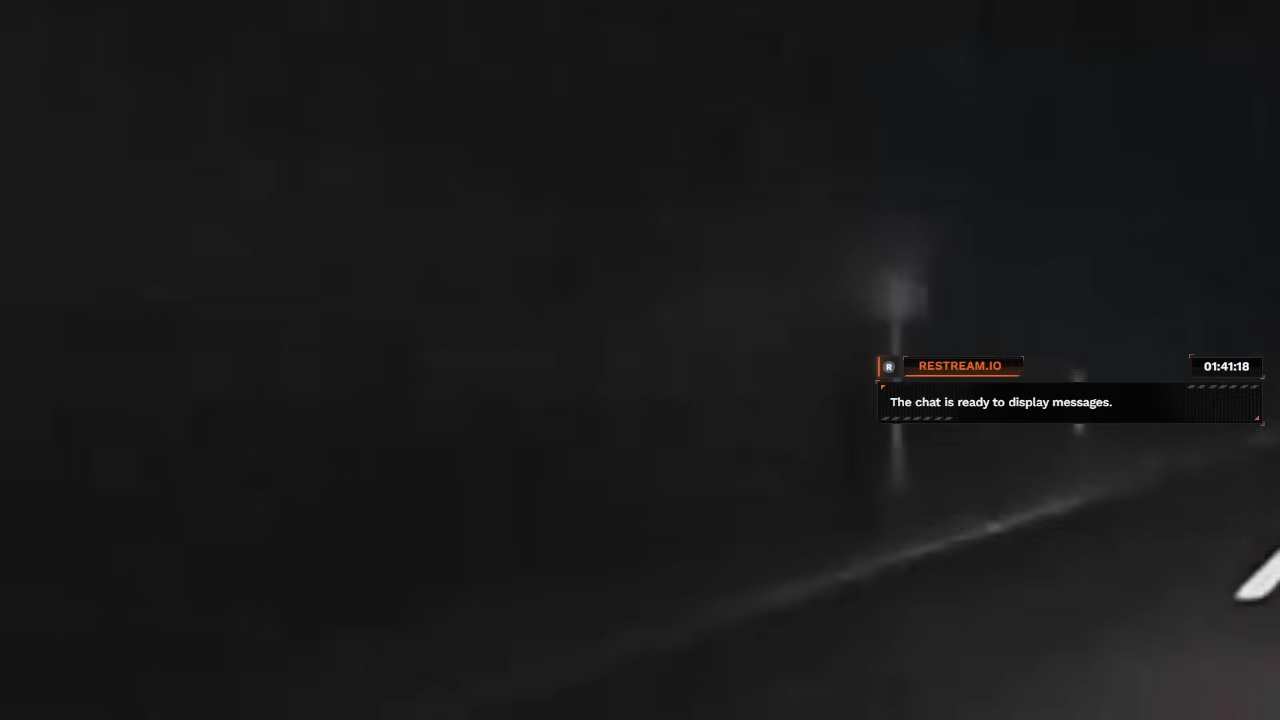 R RESTREAM.IO 01:41:18
The chat is ready to display messages.